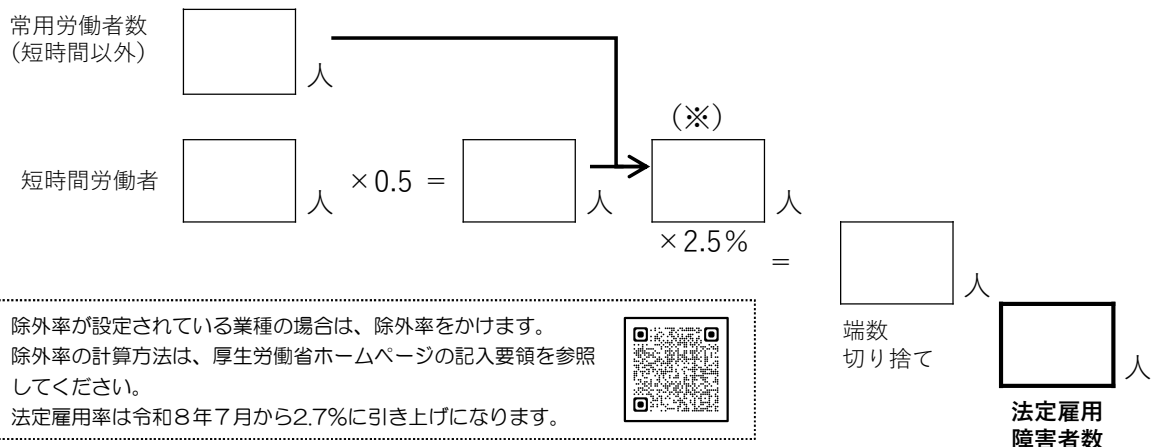 常用労働者数
(短時間以外)
人
(※)
短時間労働者
人 ×0.5 = 人 人
×2.5%
=
人
端数
切り捨て
人
法定雇用
障害者数
除外率が設定されている業種の場合は、除外率をかけます。
除外率の計算方法は、厚生労働省ホームページの記入要領を参照
してください。
法定雇用率は令和8年7月から2.7%に引き上げになります。